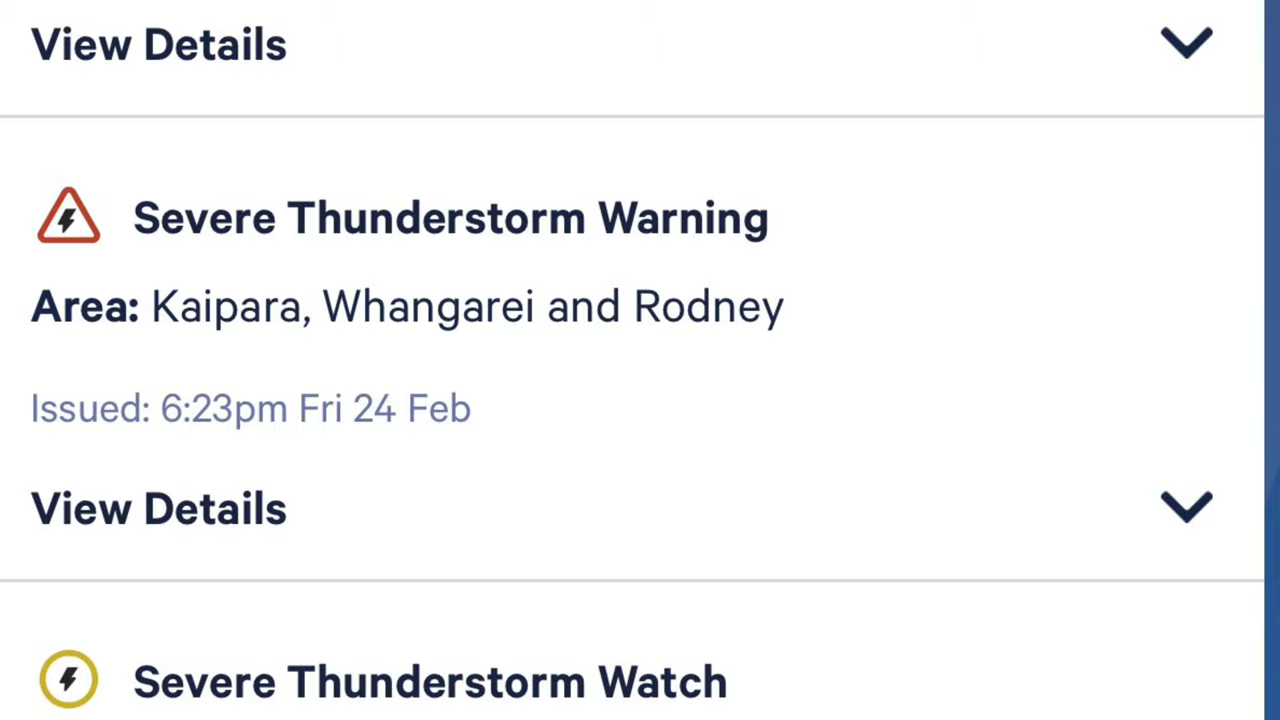 View Details
Severe Thunderstorm Warning
Area: Kaipara, Whangarei and Rodney
Issued: 6:23pm Fri 24 Feb
View Details
Severe Thunderstorm Watch